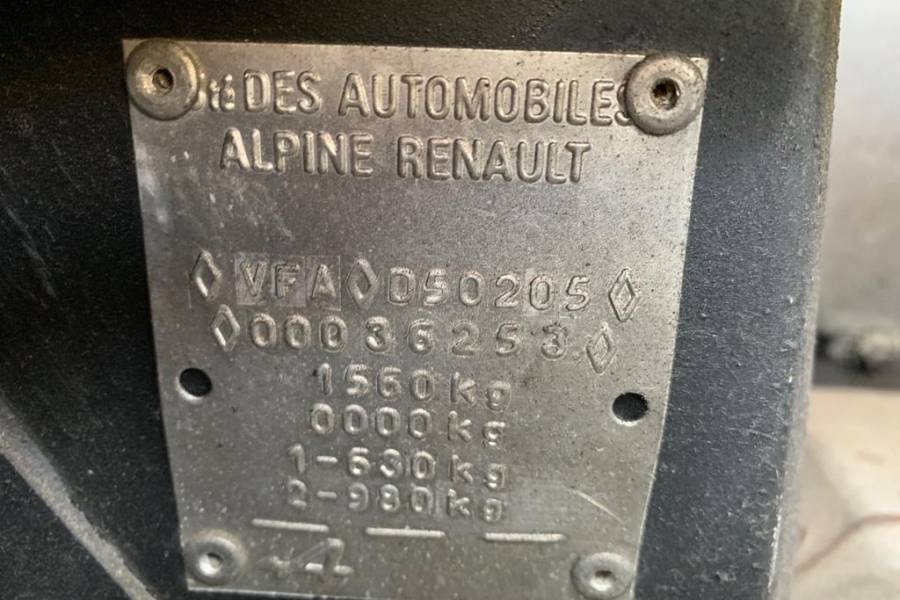 Sté DES AUTOMOBILES
ALPINE RENAULT
◊ VFA ◊ D50205 ◊
◊ 00036253 ◊
1560 kg
0000 kg
1-630 kg
2-980 kg